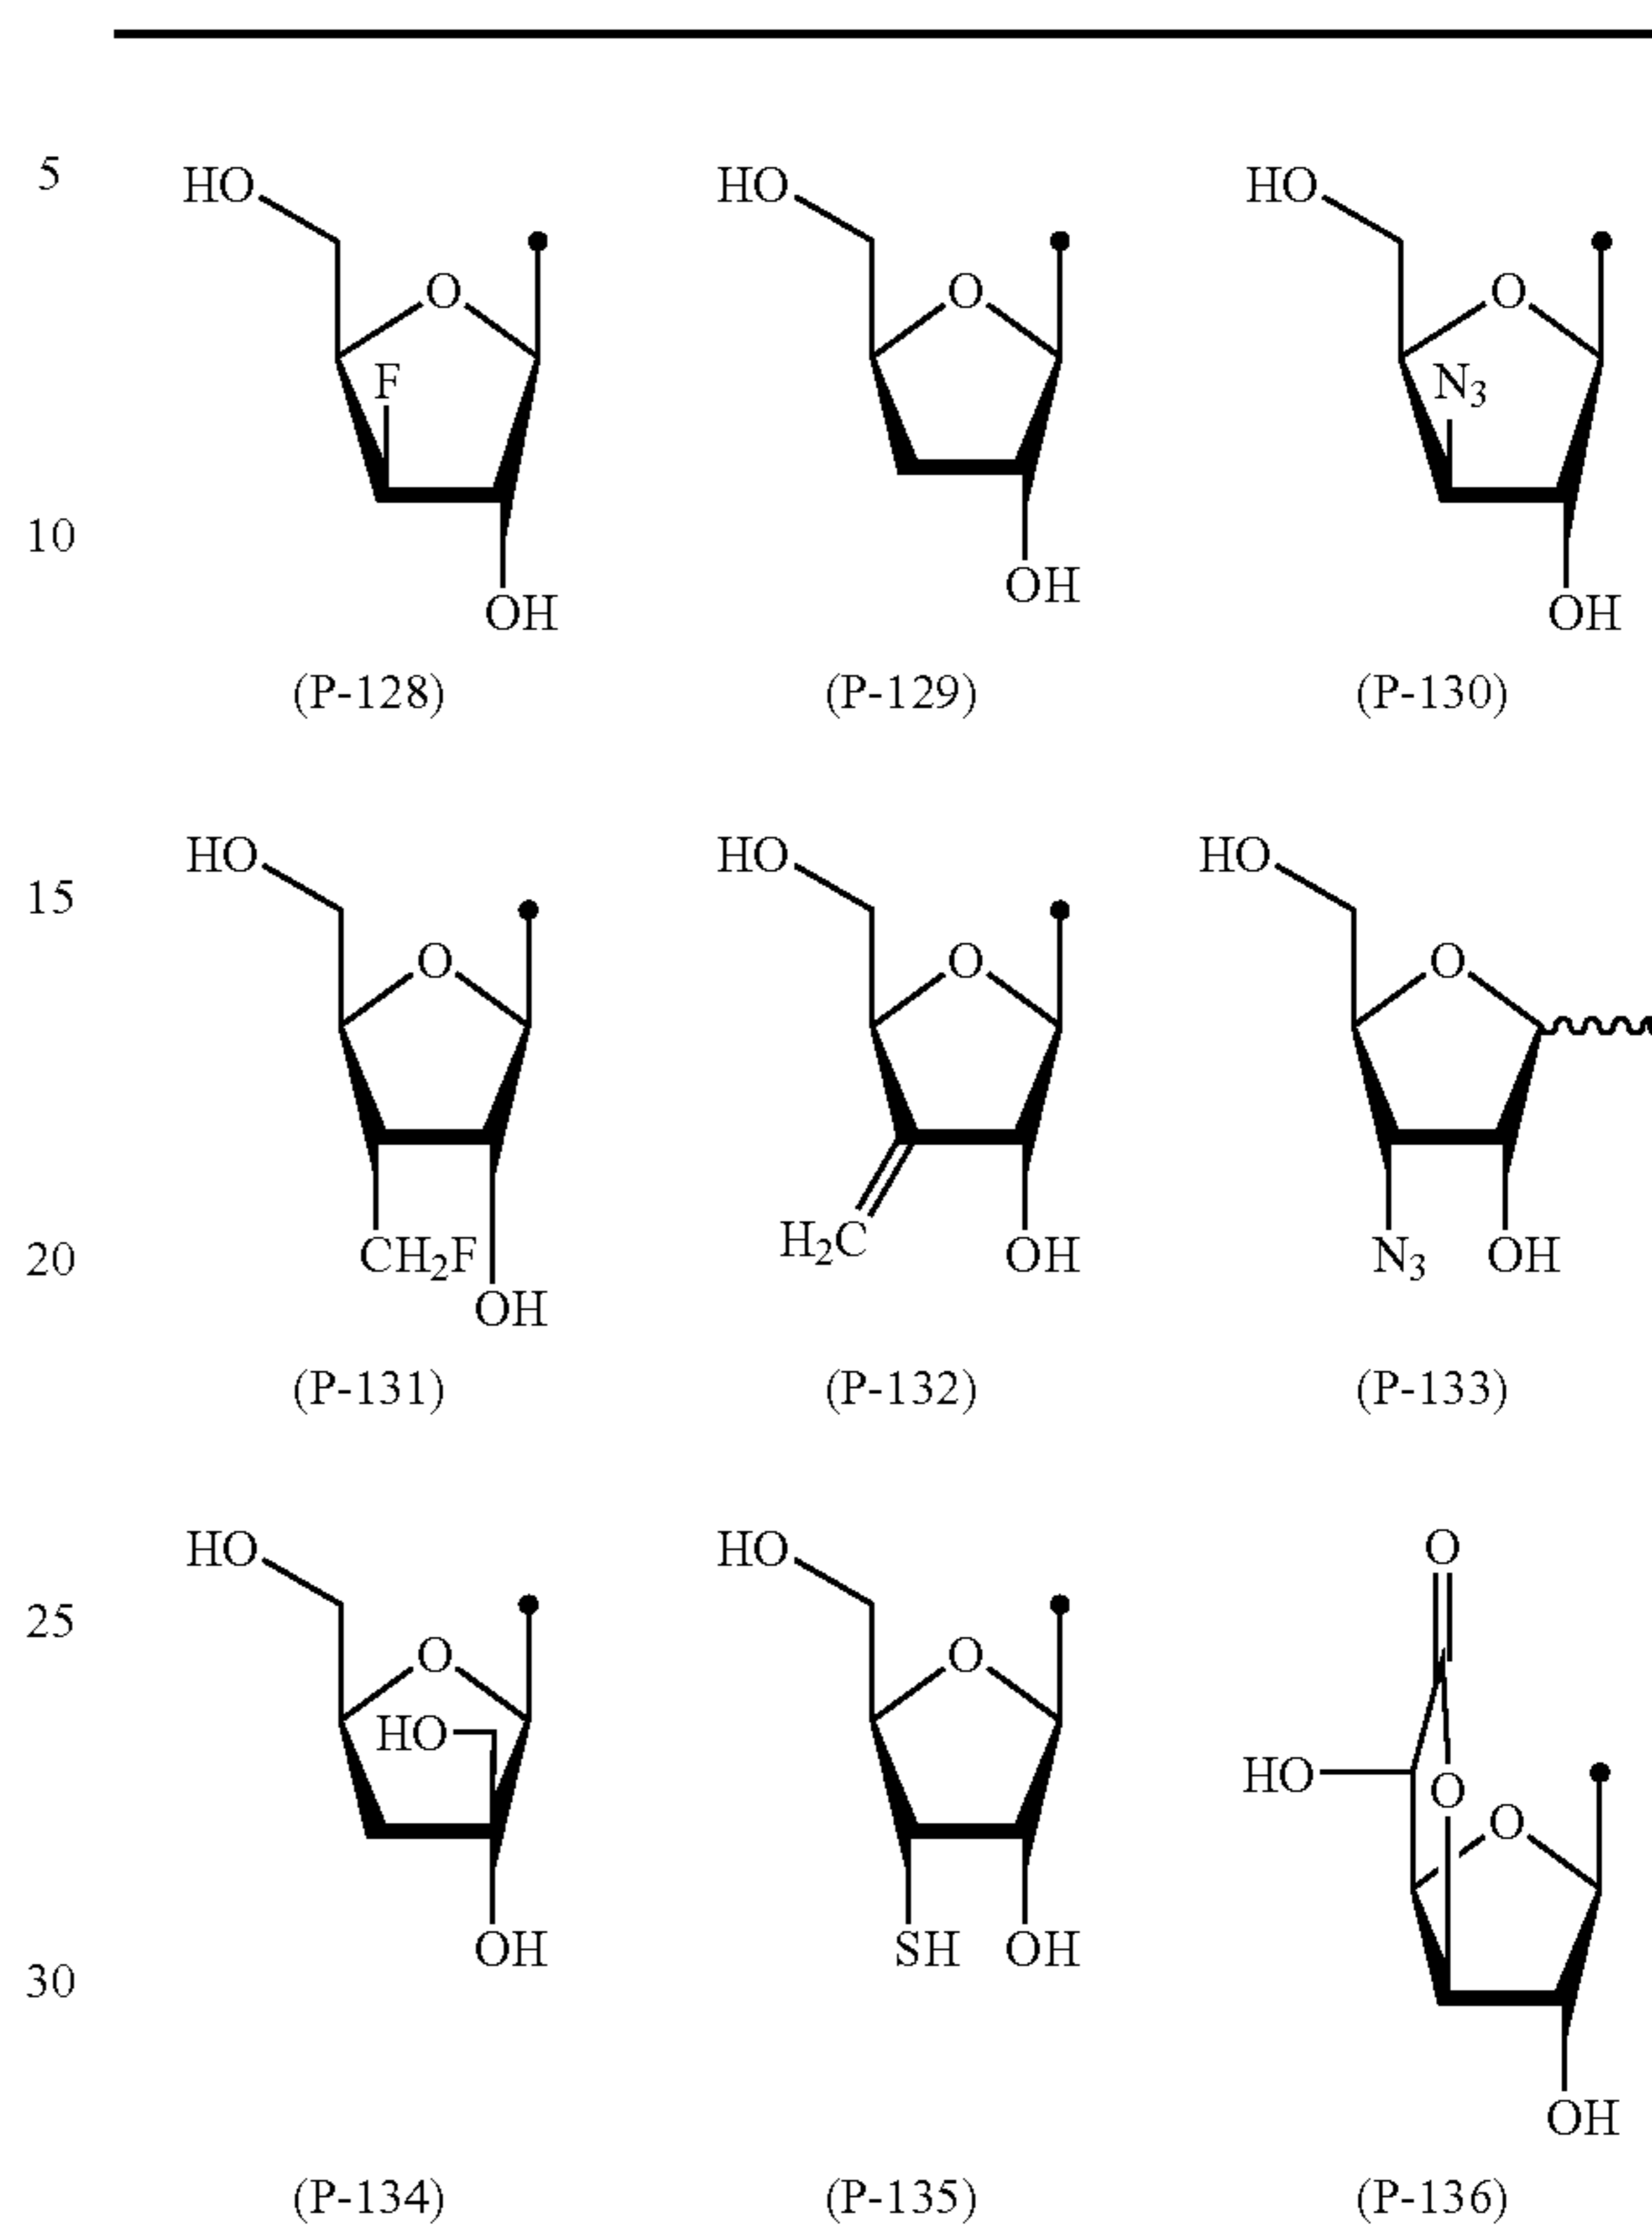 5
HO
HO
HO
O
O
O
F
N3
10
OH
OH
OH
(P-128) (P-129) (P-130)
15
HO
HO
HO
O
O
O
20
CH2F
OH
H2C
OH
N3
OH
(P-131) (P-132) (P-133)
25
HO
HO
O
O
O
HO
HO
O
O
OH
SH
OH
30
OH
(P-134) (P-135) (P-136)